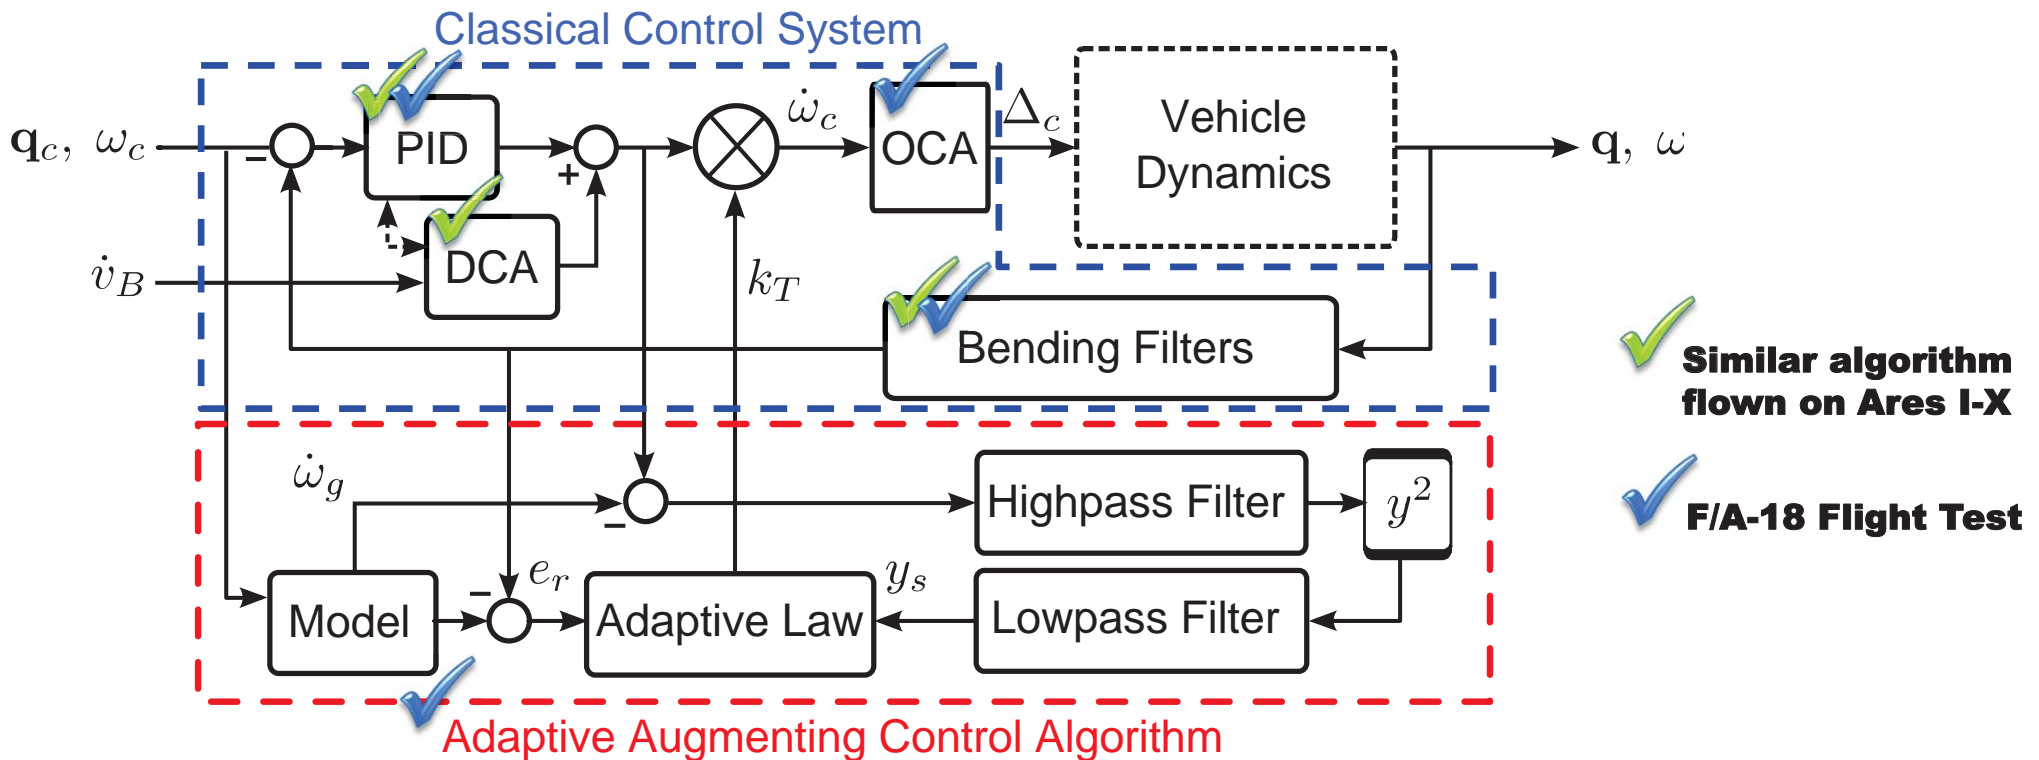 Classical Control System
q_c, ω_c
−
PID
+
ω̇_c
OCA
Δ_c
Vehicle
Dynamics
q, ω
v̇_B
DCA
k_T
Bending Filters
Similar algorithm
flown on Ares I-X
ω̇_g
−
Highpass Filter
y²
F/A-18 Flight Test
Model
−
e_r
Adaptive Law
y_s
Lowpass Filter
Adaptive Augmenting Control Algorithm